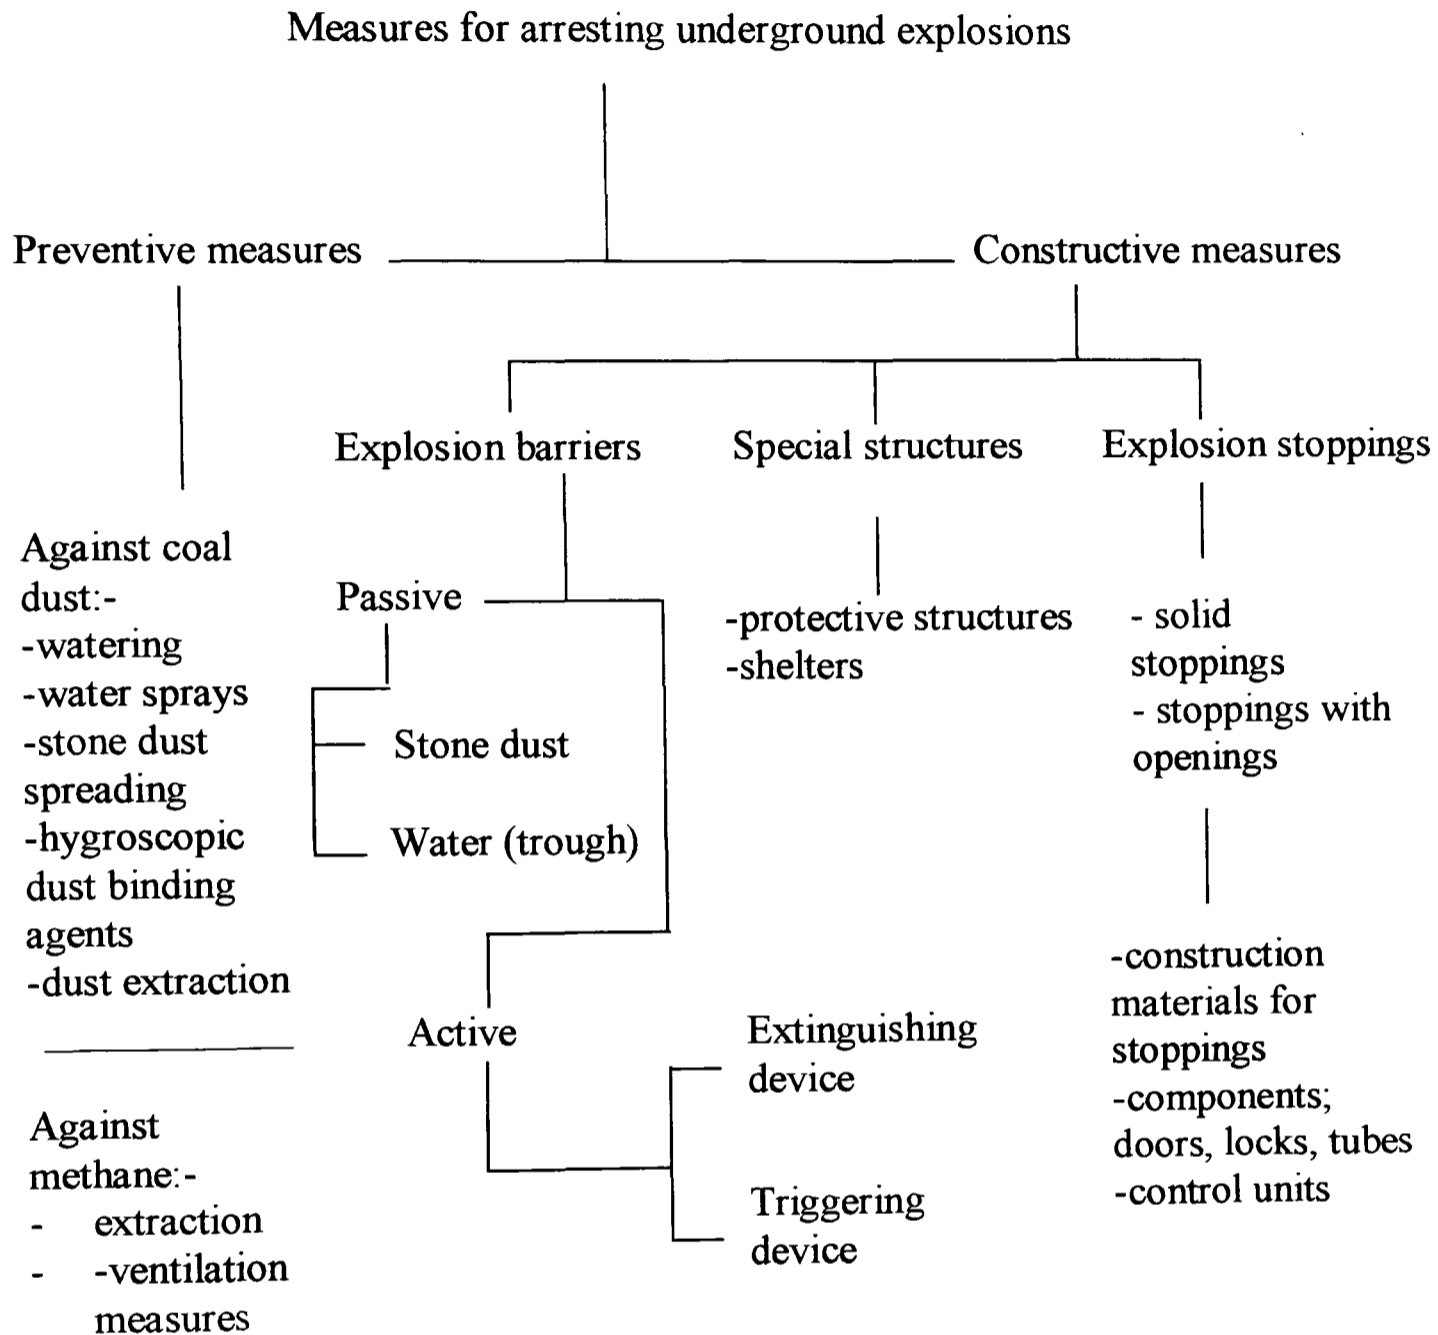 Measures for arresting underground explosions
Preventive measures
Constructive measures
Explosion barriers
Special structures
Explosion stoppings
Against coal
dust:-
-watering
-water sprays
-stone dust
spreading
-hygroscopic
dust binding
agents
-dust extraction
Against
methane:-
- extraction
- -ventilation
measures
Passive
Stone dust
Water (trough)
Active
Extinguishing
device
Triggering
device
-protective structures
-shelters
- solid
stoppings
- stoppings with
openings
-construction
materials for
stoppings
-components;
doors, locks, tubes
-control units